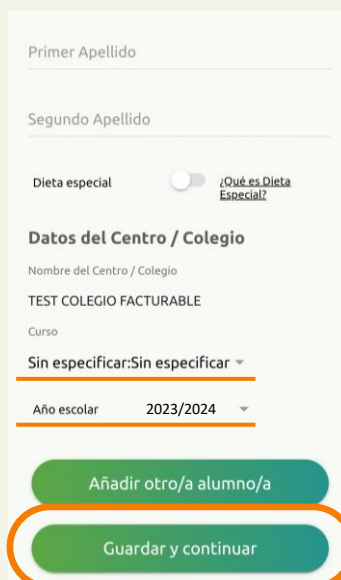 Primer Apellido
Segundo Apellido
Dieta especial
¿Qué es Dieta
Especial?
Datos del Centro / Colegio
Nombre del Centro / Colegio
TEST COLEGIO FACTURABLE
Curso
Sin especificar:Sin especificar
Año escolar 2023/2024
Añadir otro/a alumno/a
Guardar y continuar